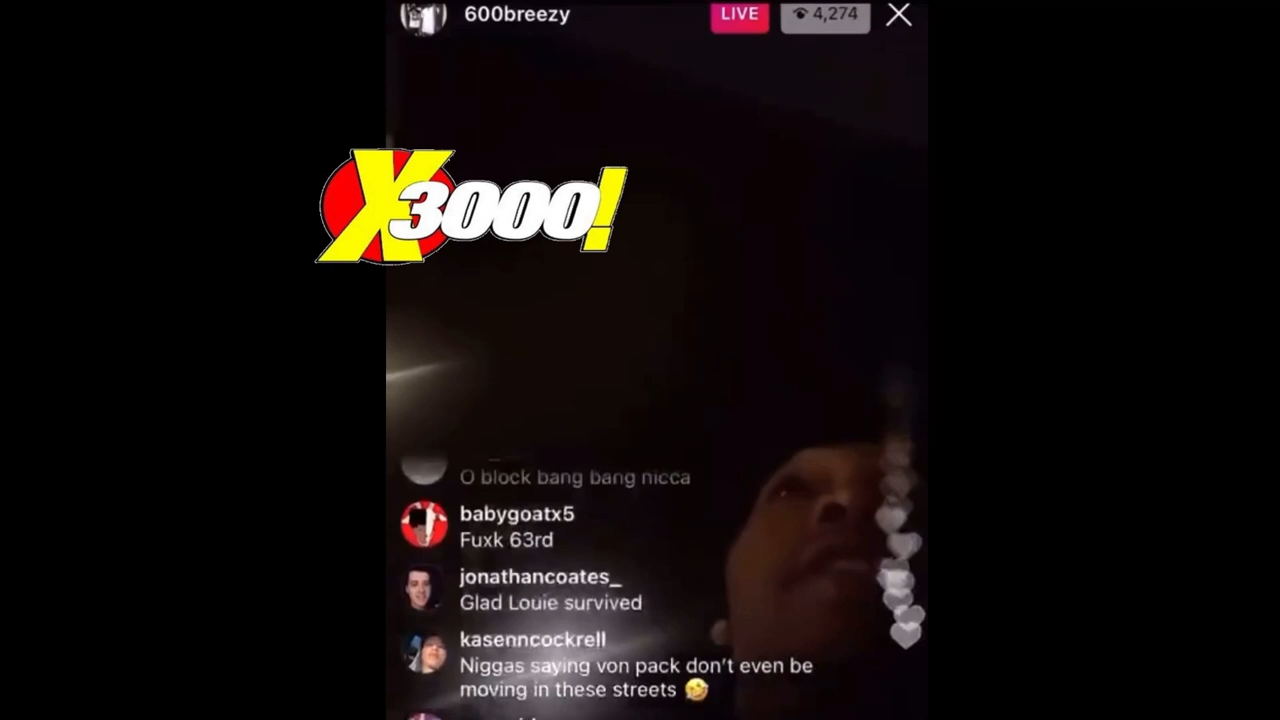 600breezy
LIVE
4,274
X3000!
O block bang bang nicca
babygoatx5
Fuxk 63rd
jonathancoates_
Glad Louie survived
kasenncockrell
Niggas saying von pack don't even be
moving in these streets 🤣